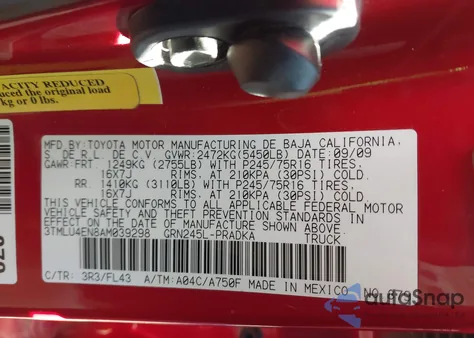 ACITY REDUCED
the original load
kg or 0 lbs.
MFD.BY:TOYOTA MOTOR MANUFACTURING DE BAJA CALIFORNIA,
S. DE R.L. DE C.V. GVWR:2472KG(5450LB) DATE:09/09
GAWR:FRT. 1249KG(2755LB)WITH P245/75R16 TIRES,
16X7J RIMS, AT 210KPA (30PSI) COLD
RR. 1410KG(3110LB)WITH P245/75R16 TIRES,
16X7J RIMS, AT 210KPA (30PSI) COLD
THIS VEHICLE CONFORMS TO ALL APPLICABLE FEDERAL MOTOR
VEHICLE SAFETY AND THEFT PREVENTION STANDARDS IN
EFFECT ON THE DATE OF MANUFACTURE SHOWN ABOVE.
3TMLU4EN8AM039298 GRN245L-PRADKA TRUCK
C/TR: 3R3/FL43 A/TM:A04C/A750F MADE IN MEXICO NO.
autoSnap